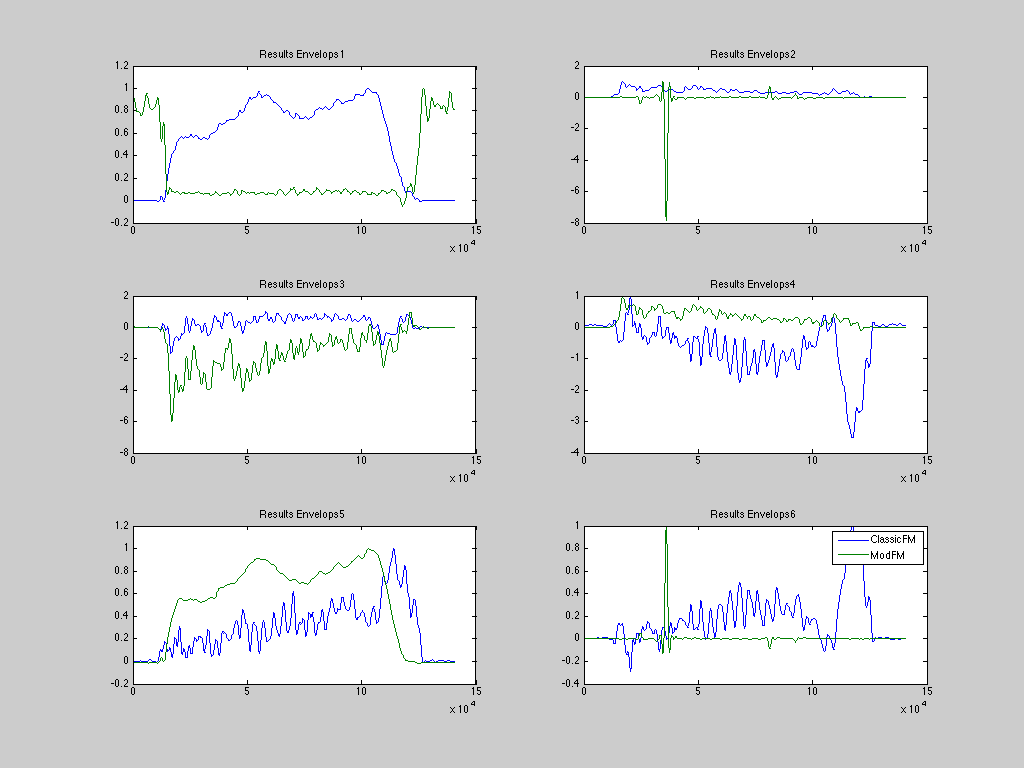 Results Envelops1
1.2
1
0.8
0.6
0.4
0.2
0
-0.2
0 5 10 15
x 10^4
Results Envelops2
2
0
-2
-4
-6
-8
0 5 10 15
x 10^4
Results Envelops3
2
0
-2
-4
-6
-8
0 5 10 15
x 10^4
Results Envelops4
1
0
-1
-2
-3
-4
0 5 10 15
x 10^4
Results Envelops5
1.2
1
0.8
0.6
0.4
0.2
0
-0.2
0 5 10 15
x 10^4
Results Envelops6
1
0.8
0.6
0.4
0.2
0
-0.2
-0.4
0 5 10 15
x 10^4
ClassicFM
ModFM